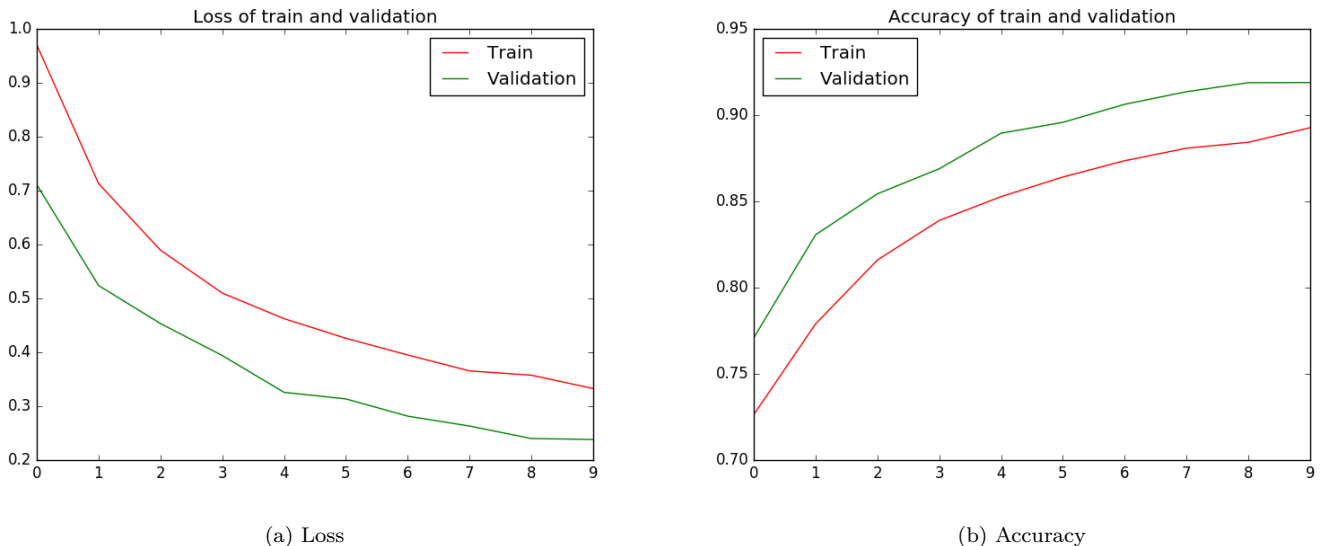 Loss of train and validation
1.0
0.9
0.8
0.7
0.6
0.5
0.4
0.3
0.2
0 1 2 3 4 5 6 7 8 9
Train
Validation
(a) Loss
Accuracy of train and validation
0.95
0.90
0.85
0.80
0.75
0.70
0 1 2 3 4 5 6 7 8 9
Train
Validation
(b) Accuracy